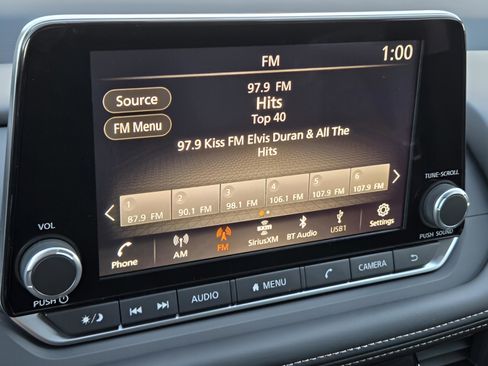 FM
1:00
Source
97.9 FM
Hits
FM Menu
Top 40
97.9 Kiss FM Elvis Duran & All The
Hits
1 2 3 4 5 6
87.9 FM 90.1 FM 98.1 FM 106.1 FM 107.9 FM 107.9 FM
Phone AM FM SiriusXM BT Audio USB1 Settings
VOL
TUNE·SCROLL
PUSH
PUSH SOUND
AUDIO MENU CAMERA